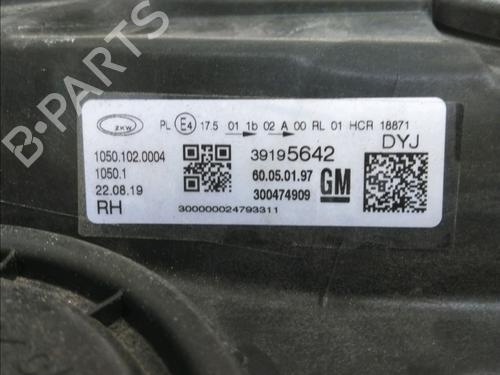 ZKW PL E4 17.5 01 1b 02 A 00 RL 01 HCR 18871
1050.102.0004 39195642 DYJ
1050.1 60.05.01.97 GM
22.08.19 300474909
RH 300000024793311
B-PARTS